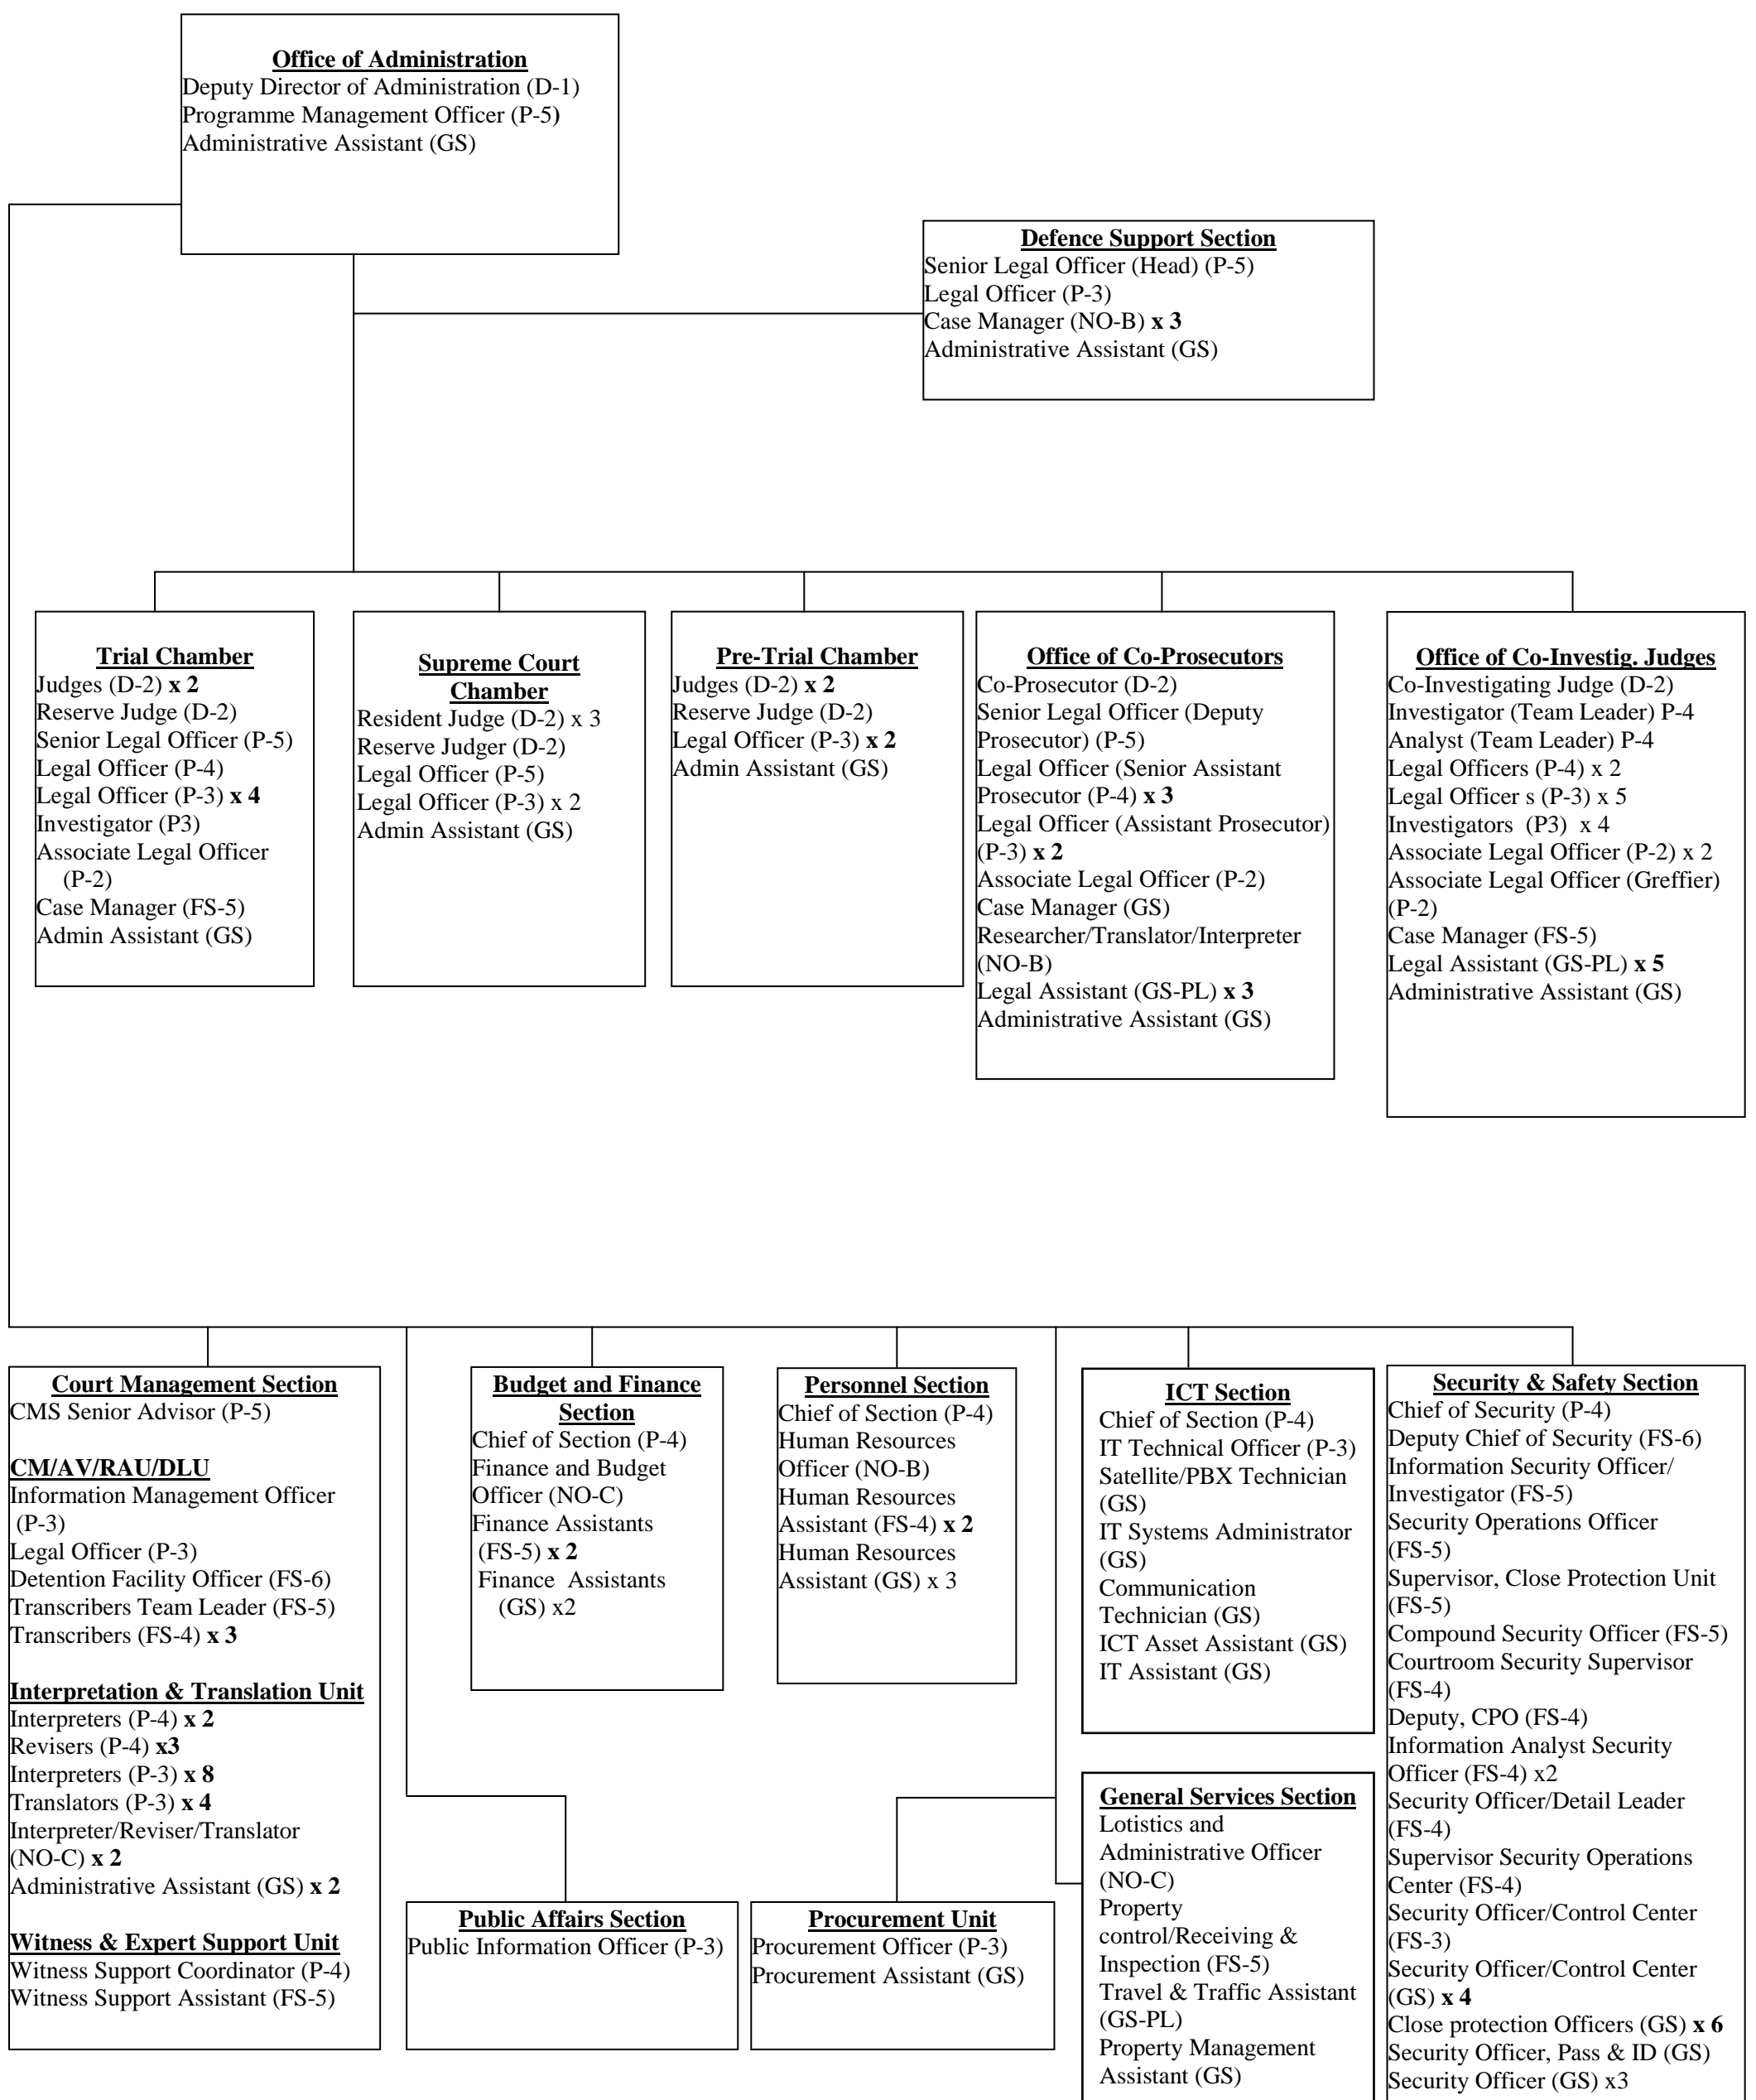 Office of Administration
Deputy Director of Administration (D-1)
Programme Management Officer (P-5)
Administrative Assistant (GS)
Defence Support Section
Senior Legal Officer (Head) (P-5)
Legal Officer (P-3)
Case Manager (NO-B) x 3
Administrative Assistant (GS)
Trial Chamber
Judges (D-2) x 2
Reserve Judge (D-2)
Senior Legal Officer (P-5)
Legal Officer (P-4)
Legal Officer (P-3) x 4
Investigator (P3)
Associate Legal Officer
(P-2)
Case Manager (FS-5)
Admin Assistant (GS)
Supreme Court
Chamber
Resident Judge (D-2) x 3
Reserve Judger (D-2)
Legal Officer (P-5)
Legal Officer (P-3) x 2
Admin Assistant (GS)
Pre-Trial Chamber
Judges (D-2) x 2
Reserve Judge (D-2)
Legal Officer (P-3) x 2
Admin Assistant (GS)
Office of Co-Prosecutors
Co-Prosecutor (D-2)
Senior Legal Officer (Deputy
Prosecutor) (P-5)
Legal Officer (Senior Assistant
Prosecutor (P-4) x 3
Legal Officer (Assistant Prosecutor)
(P-3) x 2
Associate Legal Officer (P-2)
Case Manager (GS)
Researcher/Translator/Interpreter
(NO-B)
Legal Assistant (GS-PL) x 3
Administrative Assistant (GS)
Office of Co-Investig. Judges
Co-Investigating Judge (D-2)
Investigator (Team Leader) P-4
Analyst (Team Leader) P-4
Legal Officers (P-4) x 2
Legal Officer s (P-3) x 5
Investigators (P3) x 4
Associate Legal Officer (P-2) x 2
Associate Legal Officer (Greffier)
(P-2)
Case Manager (FS-5)
Legal Assistant (GS-PL) x 5
Administrative Assistant (GS)
Court Management Section
CMS Senior Advisor (P-5)
CM/AV/RAU/DLU
Information Management Officer
(P-3)
Legal Officer (P-3)
Detention Facility Officer (FS-6)
Transcribers Team Leader (FS-5)
Transcribers (FS-4) x 3
Interpretation & Translation Unit
Interpreters (P-4) x 2
Revisers (P-4) x3
Interpreters (P-3) x 8
Translators (P-3) x 4
Interpreter/Reviser/Translator
(NO-C) x 2
Administrative Assistant (GS) x 2
Witness & Expert Support Unit
Witness Support Coordinator (P-4)
Witness Support Assistant (FS-5)
Budget and Finance
Section
Chief of Section (P-4)
Finance and Budget
Officer (NO-C)
Finance Assistants
(FS-5) x 2
Finance Assistants
(GS) x2
Personnel Section
Chief of Section (P-4)
Human Resources
Officer (NO-B)
Human Resources
Assistant (FS-4) x 2
Human Resources
Assistant (GS) x 3
ICT Section
Chief of Section (P-4)
IT Technical Officer (P-3)
Satellite/PBX Technician
(GS)
IT Systems Administrator
(GS)
Communication
Technician (GS)
ICT Asset Assistant (GS)
IT Assistant (GS)
Security & Safety Section
Chief of Security (P-4)
Deputy Chief of Security (FS-6)
Information Security Officer/
Investigator (FS-5)
Security Operations Officer
(FS-5)
Supervisor, Close Protection Unit
(FS-5)
Compound Security Officer (FS-5)
Courtroom Security Supervisor
(FS-4)
Deputy, CPO (FS-4)
Information Analyst Security
Officer (FS-4) x2
Security Officer/Detail Leader
(FS-4)
Supervisor Security Operations
Center (FS-4)
Security Officer/Control Center
(FS-3)
Security Officer/Control Center
(GS) x 4
Close protection Officers (GS) x 6
Security Officer, Pass & ID (GS)
Security Officer (GS) x3
Public Affairs Section
Public Information Officer (P-3)
Procurement Unit
Procurement Officer (P-3)
Procurement Assistant (GS)
General Services Section
Lotistics and
Administrative Officer
(NO-C)
Property
control/Receiving &
Inspection (FS-5)
Travel & Traffic Assistant
(GS-PL)
Property Management
Assistant (GS)